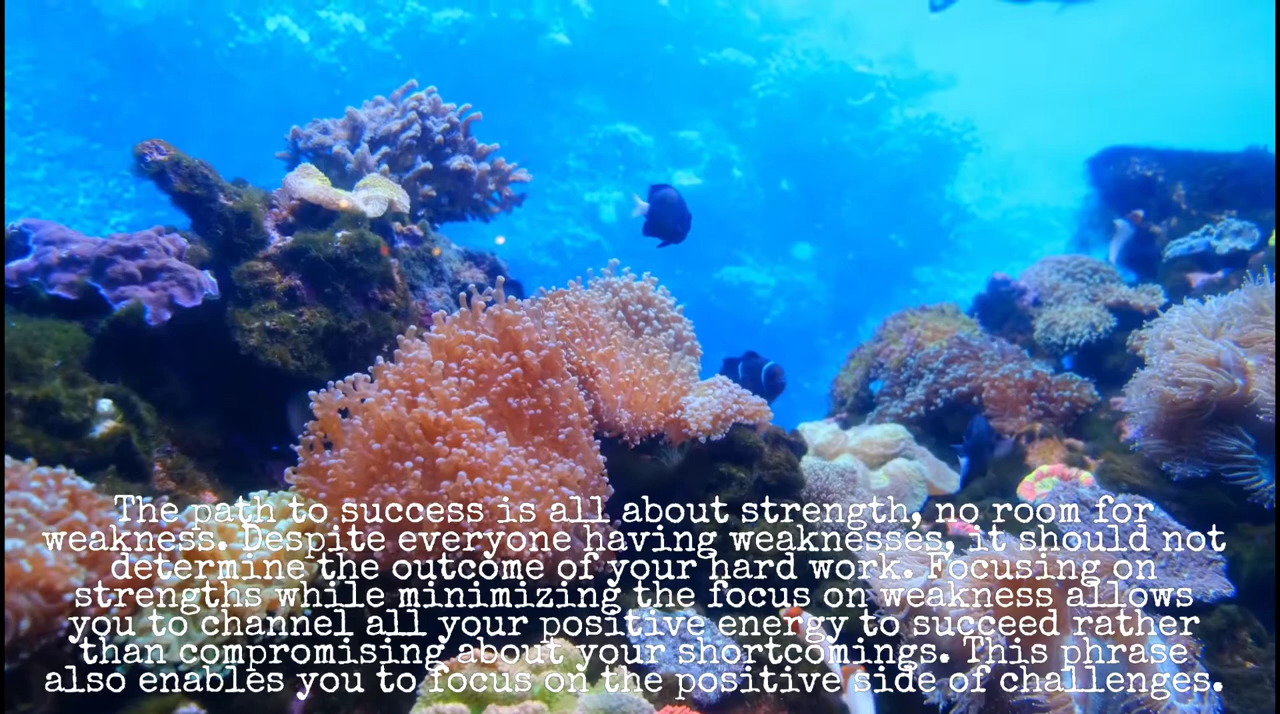 The path to success is all about strength, no room for
weakness. Despite everyone having weaknesses, it should not
determine the outcome of your hard work. Focusing on
strengths while minimizing the focus on weakness allows
you to channel all your positive energy to succeed rather
than compromising about your shortcomings. This phrase
also enables you to focus on the positive side of challenges.